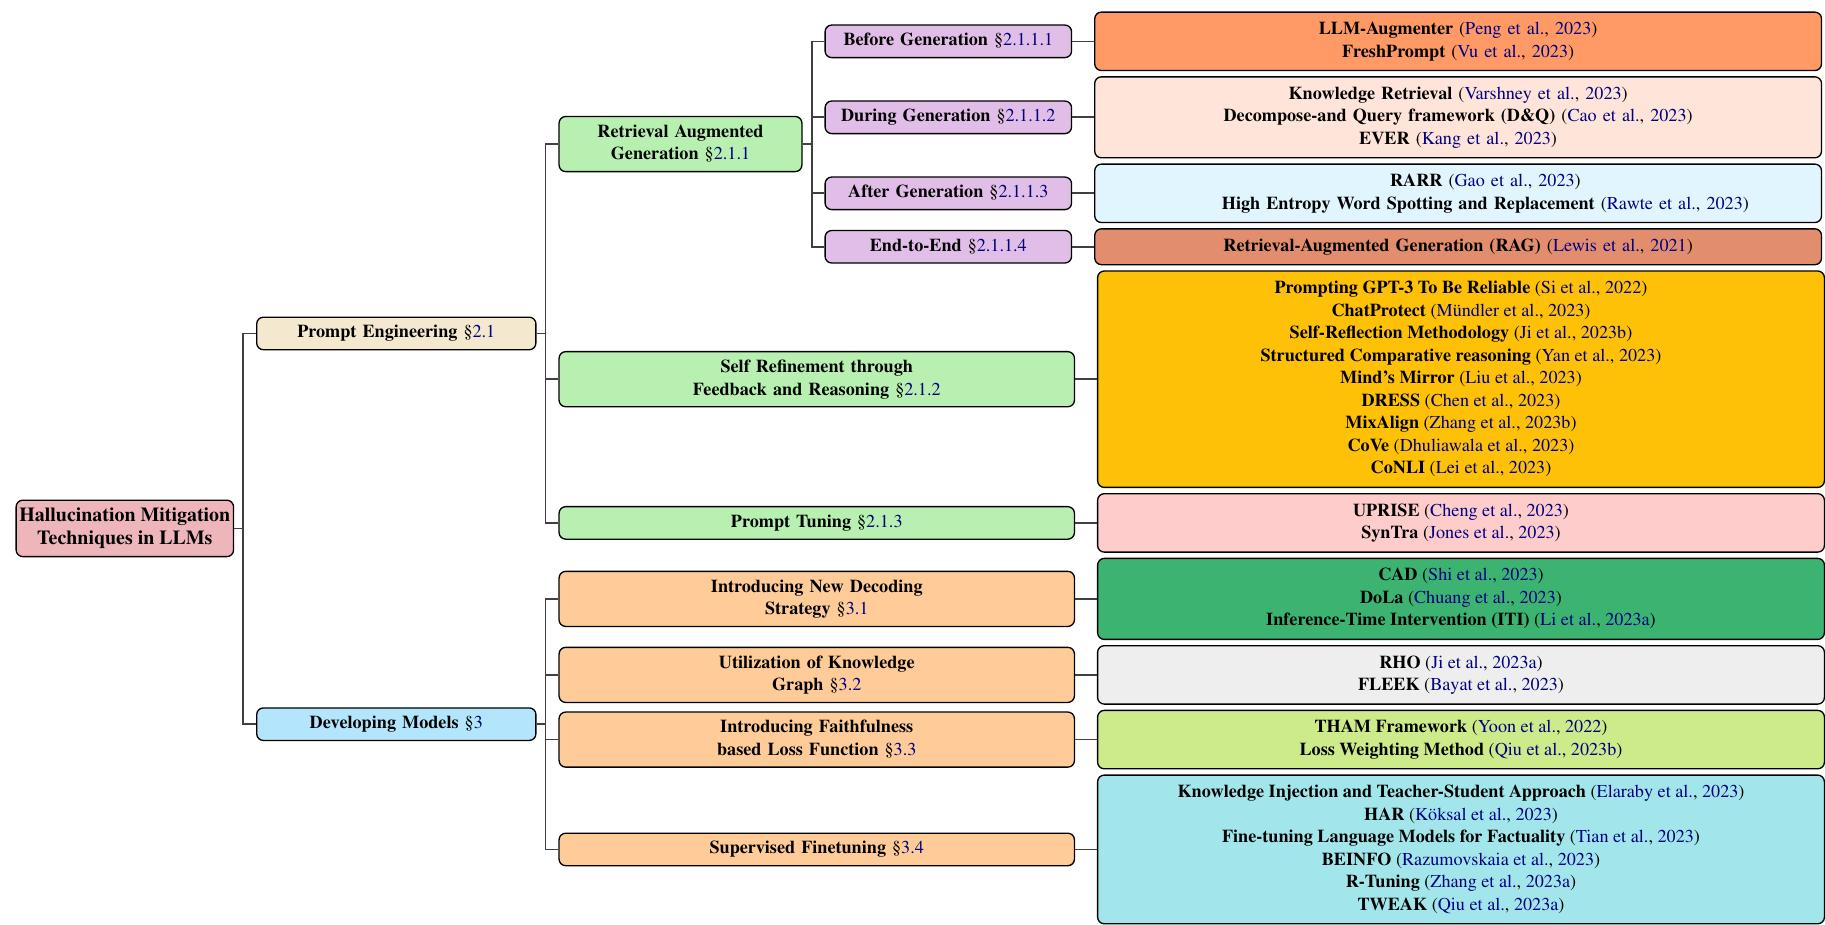 Hallucination Mitigation
Techniques in LLMs
Prompt Engineering §2.1
Retrieval Augmented
Generation §2.1.1
Before Generation §2.1.1.1
LLM-Augmenter (Peng et al., 2023)
FreshPrompt (Vu et al., 2023)
During Generation §2.1.1.2
Knowledge Retrieval (Varshney et al., 2023)
Decompose-and Query framework (D&Q) (Cao et al., 2023)
EVER (Kang et al., 2023)
After Generation §2.1.1.3
RARR (Gao et al., 2023)
High Entropy Word Spotting and Replacement (Rawte et al., 2023)
End-to-End §2.1.1.4
Retrieval-Augmented Generation (RAG) (Lewis et al., 2021)
Self Refinement through
Feedback and Reasoning §2.1.2
Prompting GPT-3 To Be Reliable (Si et al., 2022)
ChatProtect (Mündler et al., 2023)
Self-Reflection Methodology (Ji et al., 2023b)
Structured Comparative reasoning (Yan et al., 2023)
Mind's Mirror (Liu et al., 2023)
DRESS (Chen et al., 2023)
MixAlign (Zhang et al., 2023b)
CoVe (Dhuliawala et al., 2023)
CoNLI (Lei et al., 2023)
Prompt Tuning §2.1.3
UPRISE (Cheng et al., 2023)
SynTra (Jones et al., 2023)
Developing Models §3
Introducing New Decoding
Strategy §3.1
CAD (Shi et al., 2023)
DoLa (Chuang et al., 2023)
Inference-Time Intervention (ITI) (Li et al., 2023a)
Utilization of Knowledge
Graph §3.2
RHO (Ji et al., 2023a)
FLEEK (Bayat et al., 2023)
Introducing Faithfulness
based Loss Function §3.3
THAM Framework (Yoon et al., 2022)
Loss Weighting Method (Qiu et al., 2023b)
Supervised Finetuning §3.4
Knowledge Injection and Teacher-Student Approach (Elaraby et al., 2023)
HAR (Köksal et al., 2023)
Fine-tuning Language Models for Factuality (Tian et al., 2023)
BEINFO (Razumovskaia et al., 2023)
R-Tuning (Zhang et al., 2023a)
TWEAK (Qiu et al., 2023a)